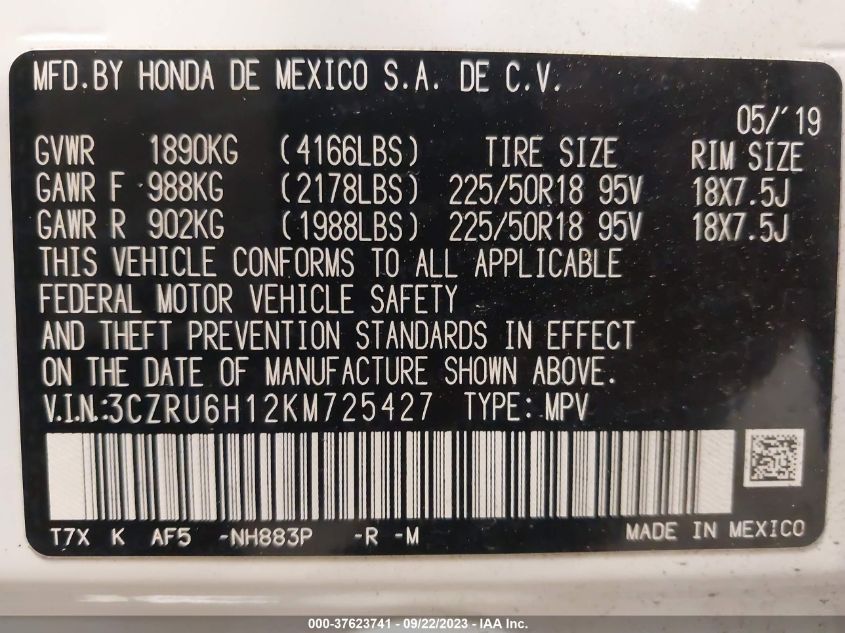 MFD.BY HONDA DE MEXICO S.A. DE C.V.
05/'19
GVWR 1890KG (4166LBS) TIRE SIZE RIM SIZE
GAWR F 988KG (2178LBS) 225/50R18 95V 18X7.5J
GAWR R 902KG (1988LBS) 225/50R18 95V 18X7.5J
THIS VEHICLE CONFORMS TO ALL APPLICABLE
FEDERAL MOTOR VEHICLE SAFETY
AND THEFT PREVENTION STANDARDS IN EFFECT
ON THE DATE OF MANUFACTURE SHOWN ABOVE.
V.I.N.:3CZRU6H12KM725427 TYPE: MPV
T7X K AF5 -NH883P -R -M MADE IN MEXICO
000-37623741 - 09/22/2023 - IAA Inc.